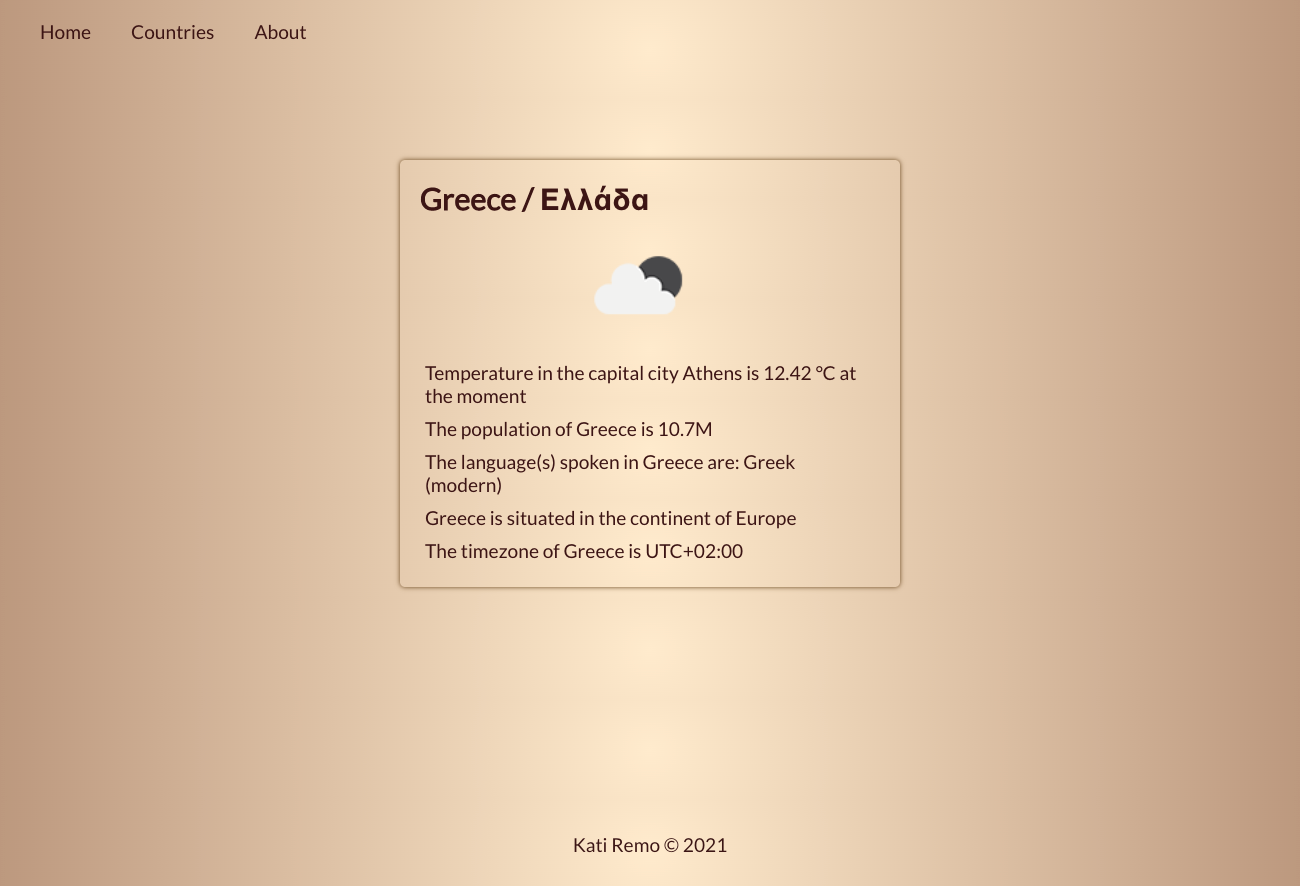 Home Countries About
Greece / Ελλάδα
Temperature in the capital city Athens is 12.42 °C at
the moment
The population of Greece is 10.7M
The language(s) spoken in Greece are: Greek
(modern)
Greece is situated in the continent of Europe
The timezone of Greece is UTC+02:00
Kati Remo © 2021